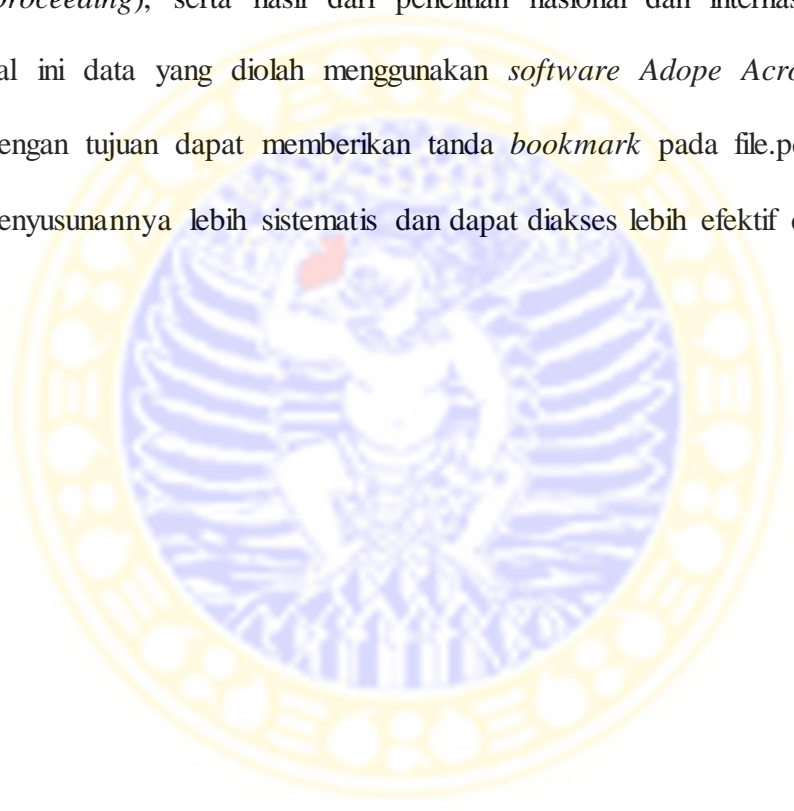 proceeding), serta hasil dari penelitian nasional dan internas
al ini data yang diolah menggunakan software Adope Acro
engan tujuan dapat memberikan tanda bookmark pada file.p
enyusunannya lebih sistematis dan dapat diakses lebih efektif